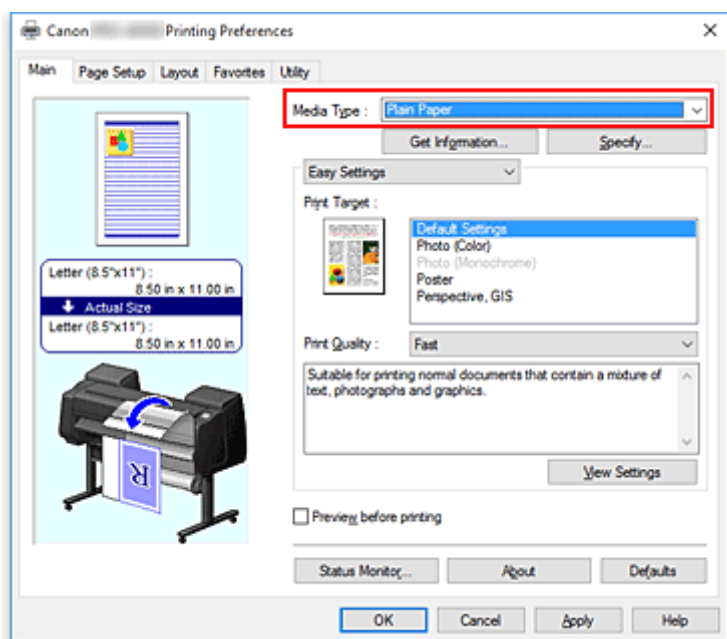 Canon Printing Preferences
Main Page Setup Layout Favorites Utility
Media Type : Plain Paper
Get Information... Specify...
Easy Settings
Print Target :
Default Settings
Photo (Color)
Photo (Monochrome)
Poster
Perspective, GIS
Letter (8.5"x11") :
8.50 in x 11.00 in
Actual Size
Letter (8.5"x11") :
8.50 in x 11.00 in
R
Print Quality : Fast
Suitable for printing normal documents that contain a mixture of
text, photographs and graphics.
View Settings
Preview before printing
Status Monitor... About Defaults
OK Cancel Apply Help